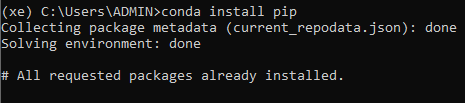 (xe) C:\Users\ADMIN>conda install pip
Collecting package metadata (current_repodata.json): done
Solving environment: done
# All requested packages already installed.